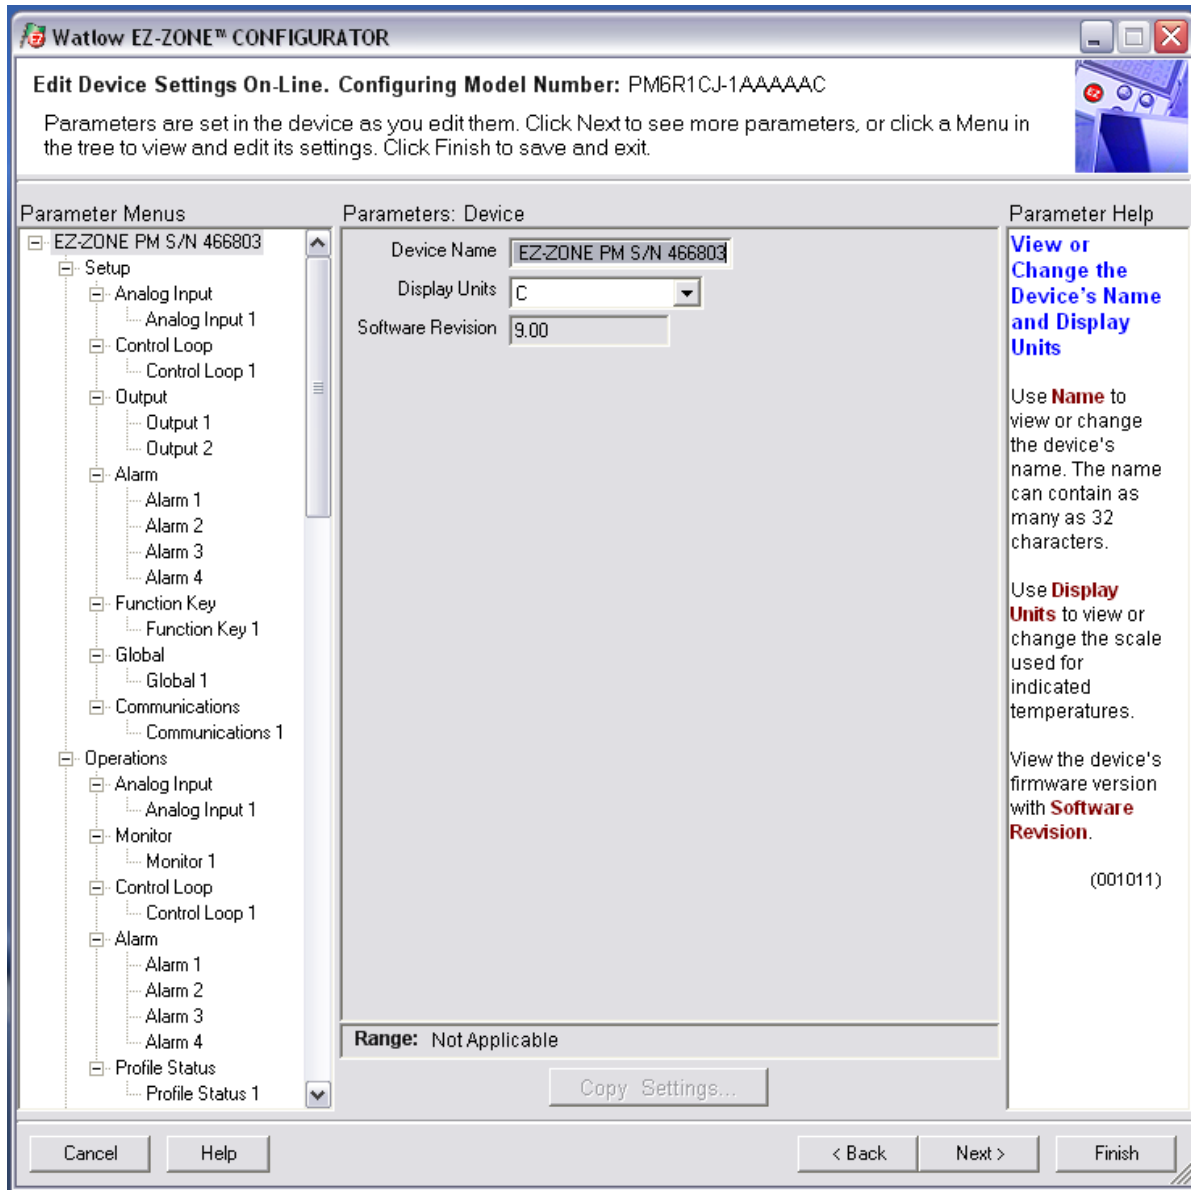 Watlow EZ-ZONE™ CONFIGURATOR
Edit Device Settings On-Line. Configuring Model Number: PM6R1CJ-1AAAAAC
Parameters are set in the device as you edit them. Click Next to see more parameters, or click a Menu in
the tree to view and edit its settings. Click Finish to save and exit.
Parameter Menus
EZ-ZONE PM S/N 466803
Setup
Analog Input
Analog Input 1
Control Loop
Control Loop 1
Output
Output 1
Output 2
Alarm
Alarm 1
Alarm 2
Alarm 3
Alarm 4
Function Key
Function Key 1
Global
Global 1
Communications
Communications 1
Operations
Analog Input
Analog Input 1
Monitor
Monitor 1
Control Loop
Control Loop 1
Alarm
Alarm 1
Alarm 2
Alarm 3
Alarm 4
Profile Status
Profile Status 1
Parameters: Device
Device Name EZ-ZONE PM S/N 466803
Display Units C
Software Revision 9.00
Range: Not Applicable
Copy Settings...
Parameter Help
View or
Change the
Device's Name
and Display
Units
Use Name to
view or change
the device's
name. The name
can contain as
many as 32
characters.
Use Display
Units to view or
change the scale
used for
indicated
temperatures.
View the device's
firmware version
with Software
Revision.
(001011)
Cancel
Help
< Back
Next >
Finish